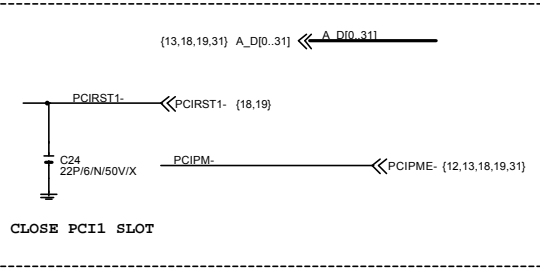 {13,18,19,31} A_D[0..31] A_D[0..31]
PCIRST1- PCIRST1- {18,19}
C24
22P/6/N/50V/X
PCIPM- PCIPME- {12,13,18,19,31}
CLOSE PCI1 SLOT